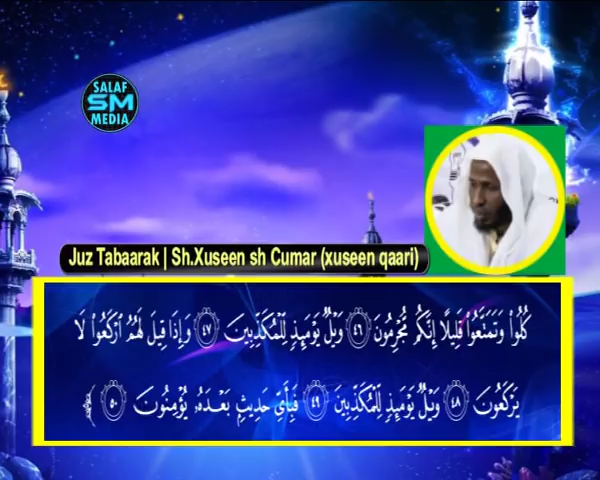 SALAF
SM
MEDIA
Juz Tabaarak | Sh.Xuseen sh Cumar (xuseen qaari)
كُلُوا۟ وَتَمَتَّعُوا۟ قَلِيلًا إِنَّكُم مُّجْرِمُونَ ٤٦ وَيْلٌ يَوْمَئِذٍ لِّلْمُكَذِّبِينَ ٤٧ وَإِذَا قِيلَ لَهُمُ ٱرْكَعُوا۟ لَا
يَرْكَعُونَ ٤٨ وَيْلٌ يَوْمَئِذٍ لِّلْمُكَذِّبِينَ ٤٩ فَبِأَىِّ حَدِيثٍۭ بَعْدَهُۥ يُؤْمِنُونَ ٥٠